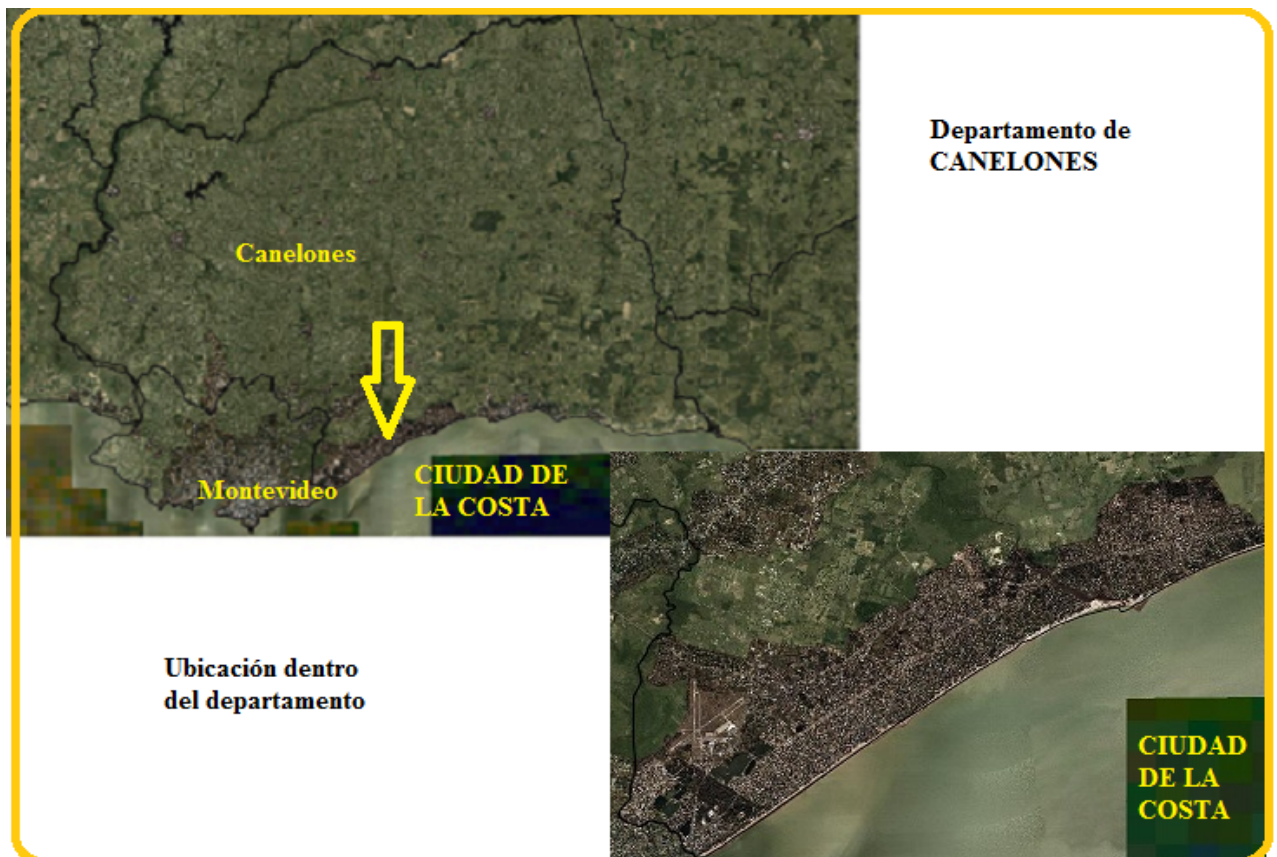 Departamento de
CANELONES
Canelones
CIUDAD DE
LA COSTA
Montevideo
Ubicación dentro
del departamento
CIUDAD
DE LA
COSTA